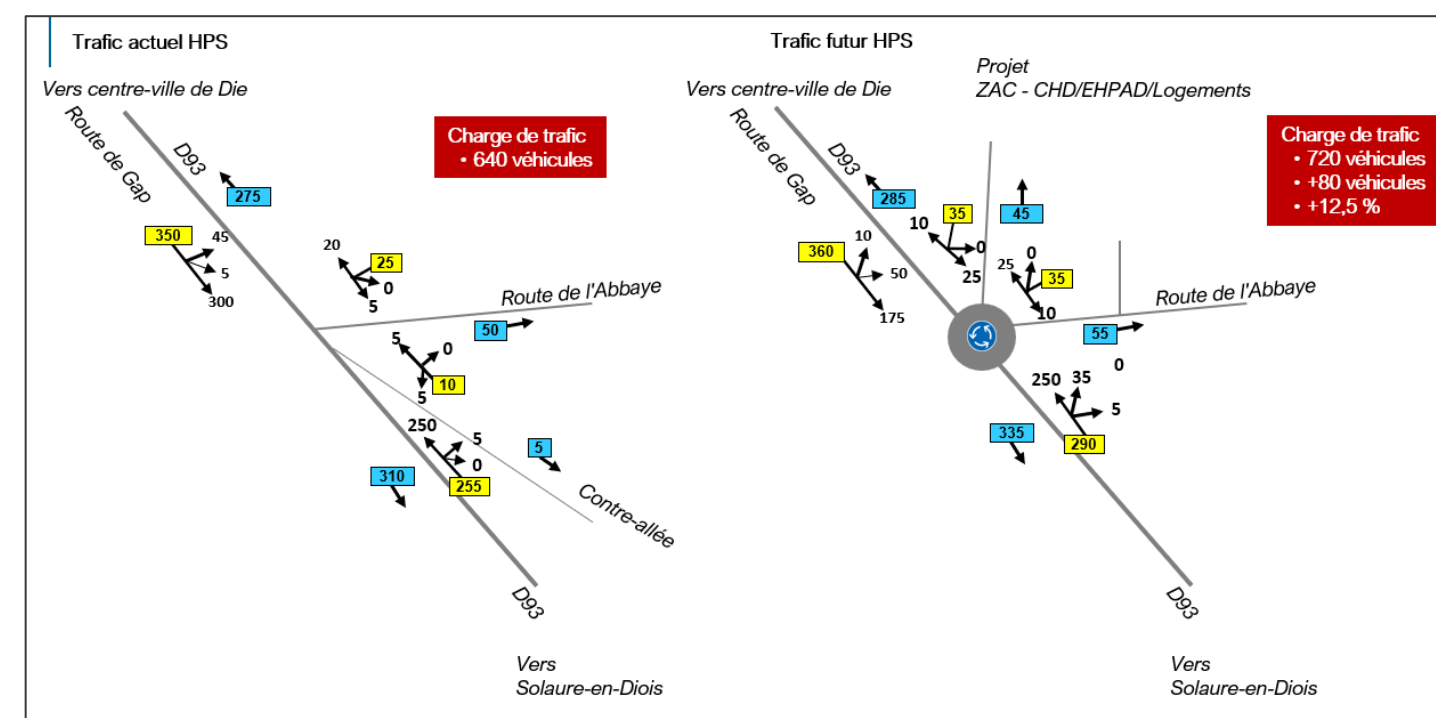 Trafic actuel HPS
Vers centre-ville de Die
Route de Gap
D93
Charge de trafic
• 640 véhicules
275
350
45
5
300
20
25
0
5
Route de l'Abbaye
50
5
0
10
5
250
5
0
255
310
5
Contre-allée
D93
Vers
Solaure-en-Diois
Trafic futur HPS
Vers centre-ville de Die
Projet
ZAC - CHD/EHPAD/Logements
Route de Gap
D93
Charge de trafic
• 720 véhicules
• +80 véhicules
• +12,5 %
285
35
45
10
0
25
360
10
50
175
0
25
35
10
Route de l'Abbaye
55
0
250
35
5
290
335
D93
Vers
Solaure-en-Diois